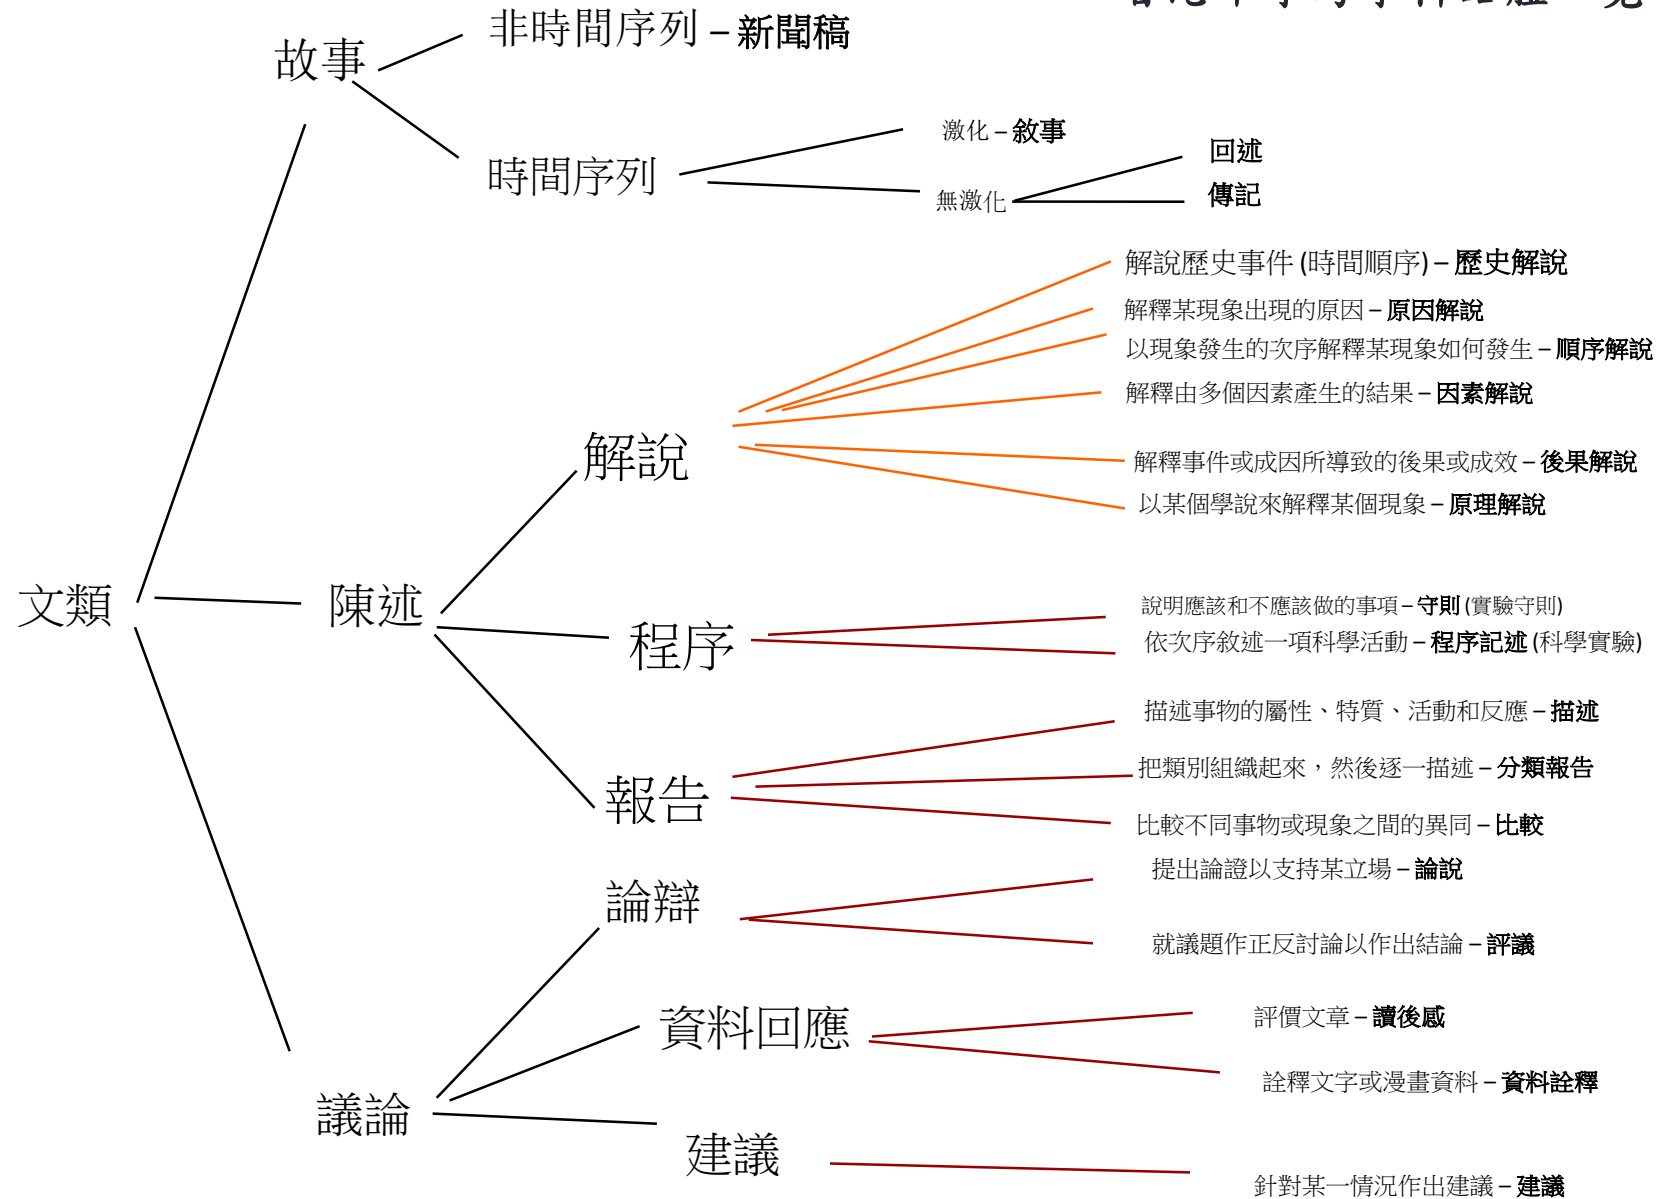 非時間序列 – 新聞稿
故事
激化 – 敘事
回述
時間序列
傳記
無激化
解說歷史事件 (時間順序) – 歷史解說
解釋某現象出現的原因 – 原因解說
以現象發生的次序解釋某現象如何發生 – 順序解說
解釋由多個因素產生的結果 – 因素解說
解說
解釋事件或成因所導致的後果或成效 – 後果解說
以某個學說來解釋某個現象 – 原理解說
文類
陳述
說明應該和不應該做的事項 – 守則 (實驗守則)
程序
依次序敘述一項科學活動 – 程序記述 (科學實驗)
描述事物的屬性、特質、活動和反應 – 描述
把類別組織起來，然後逐一描述 – 分類報告
報告
比較不同事物或現象之間的異同 – 比較
提出論證以支持某立場 – 論說
論辯
就議題作正反討論以作出結論 – 評議
評價文章 – 讀後感
資料回應
詮釋文字或漫畫資料 – 資料詮釋
議論
建議
針對某一情況作出建議 – 建議